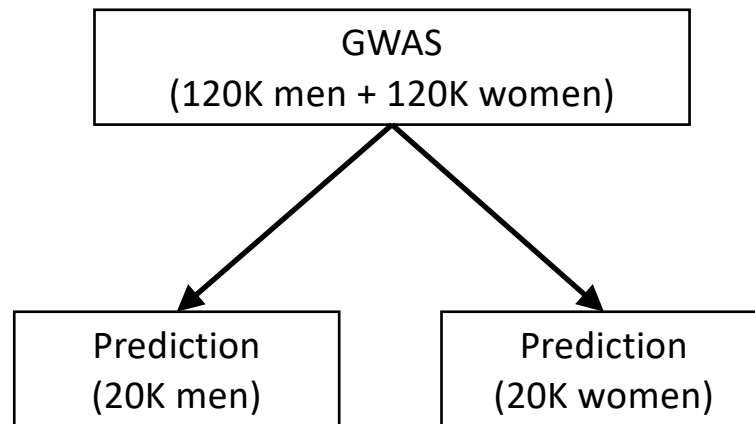 GWAS
(120K men + 120K women)
Prediction
(20K men)
Prediction
(20K women)